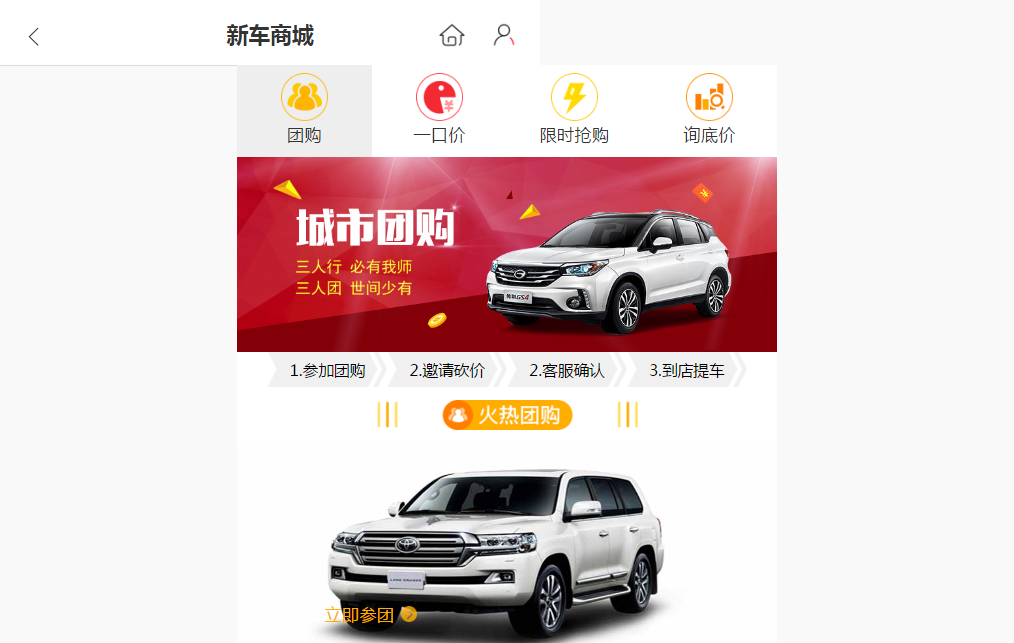 新车商城
团购
一口价
限时抢购
询底价
城市团购
三人行 必有我师
三人团 世间少有
1.参加团购
2.邀请砍价
2.客服确认
3.到店提车
火热团购
LAND CRUISER
立即参团